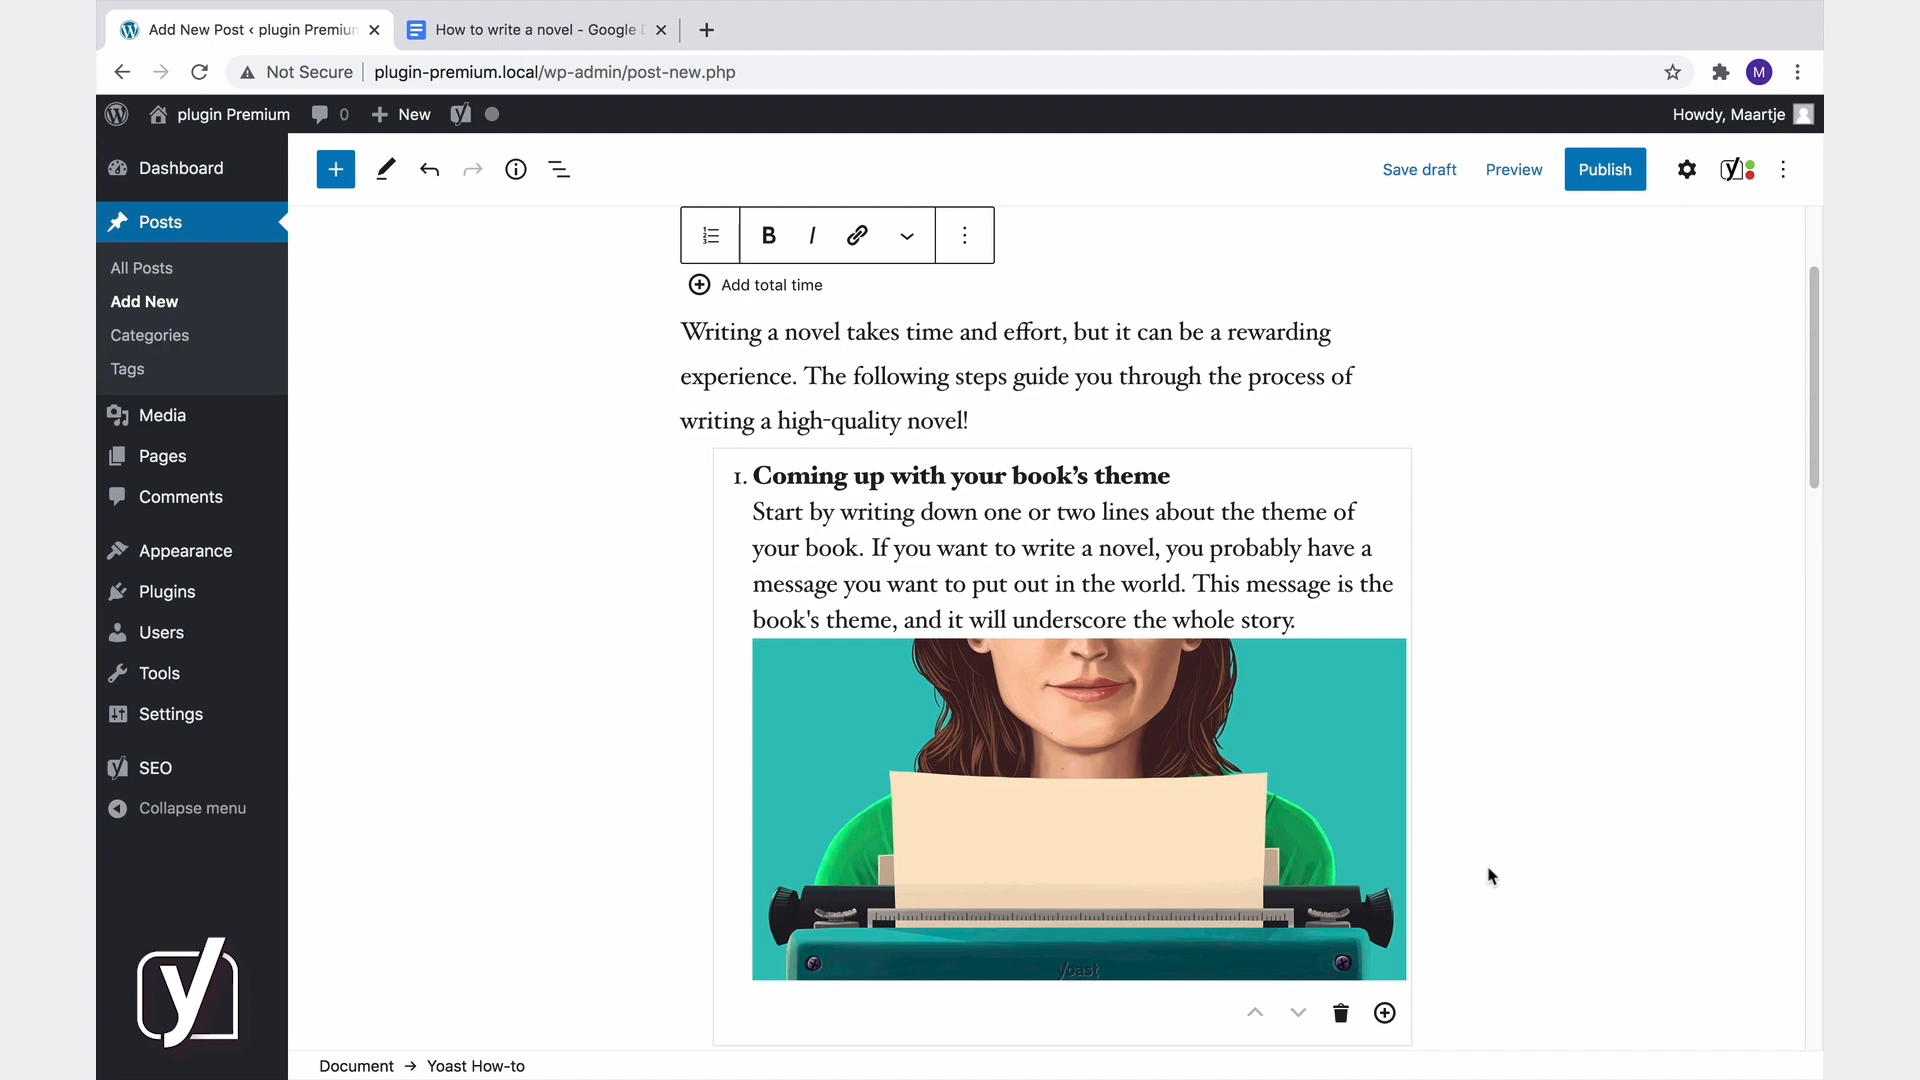 Add New Post ‹ plugin Premium
How to write a novel - Google
Not Secure
plugin-premium.local/wp-admin/post-new.php
M
plugin Premium
0
New
Howdy, Maartje
Dashboard
Posts
All Posts
Add New
Categories
Tags
Media
Pages
Comments
Appearance
Plugins
Users
Tools
Settings
SEO
Collapse menu
Save draft
Preview
Publish
B
I
Add total time
Writing a novel takes time and effort, but it can be a rewarding
experience. The following steps guide you through the process of
writing a high-quality novel!
1. Coming up with your book’s theme
Start by writing down one or two lines about the theme of
your book. If you want to write a novel, you probably have a
message you want to put out in the world. This message is the
book's theme, and it will underscore the whole story.
yoast
y
Document → Yoast How-to